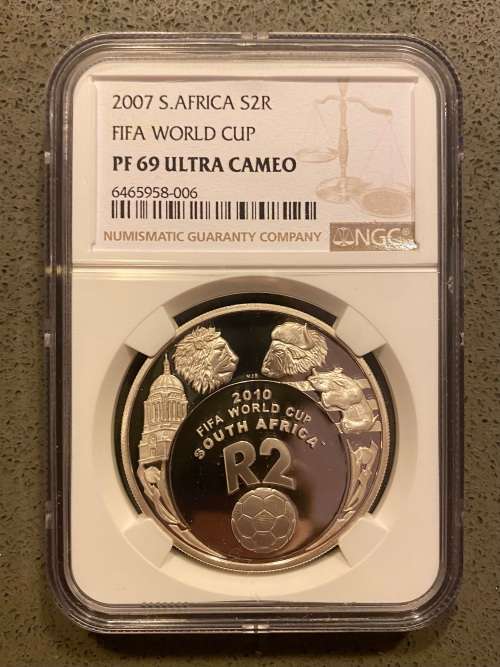 2007 S.AFRICA S2R
FIFA WORLD CUP
PF 69 ULTRA CAMEO
6465958-006
NUMISMATIC GUARANTY COMPANY
NGC®
2010
FIFA WORLD CUP
SOUTH AFRICA
R2